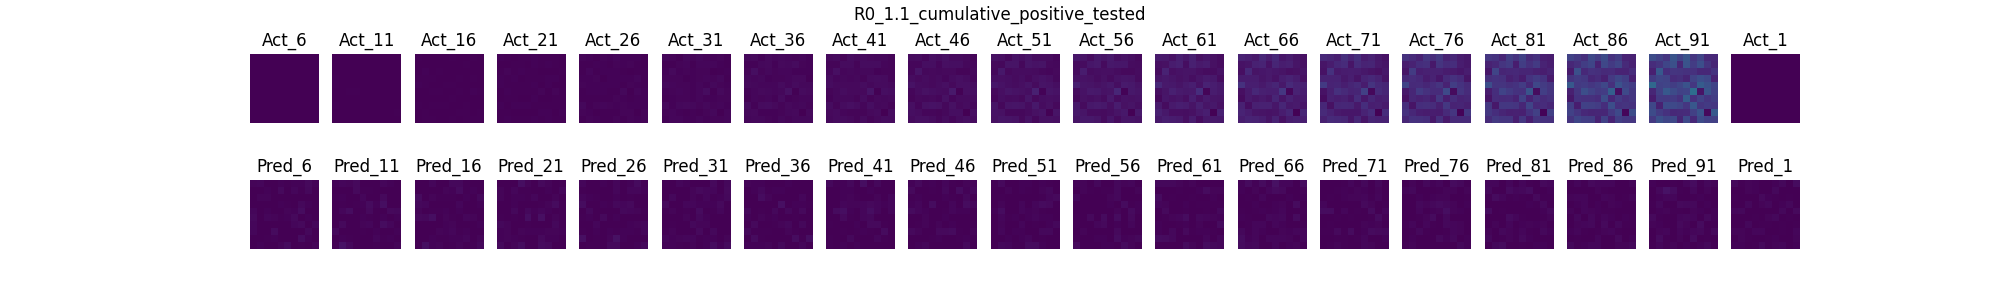 R0_1.1_cumulative_positive_tested
Act_6 Act_11 Act_16 Act_21 Act_26 Act_31 Act_36 Act_41 Act_46 Act_51 Act_56 Act_61 Act_66 Act_71 Act_76 Act_81 Act_86 Act_91 Act_1
Pred_6 Pred_11 Pred_16 Pred_21 Pred_26 Pred_31 Pred_36 Pred_41 Pred_46 Pred_51 Pred_56 Pred_61 Pred_66 Pred_71 Pred_76 Pred_81 Pred_86 Pred_91 Pred_1